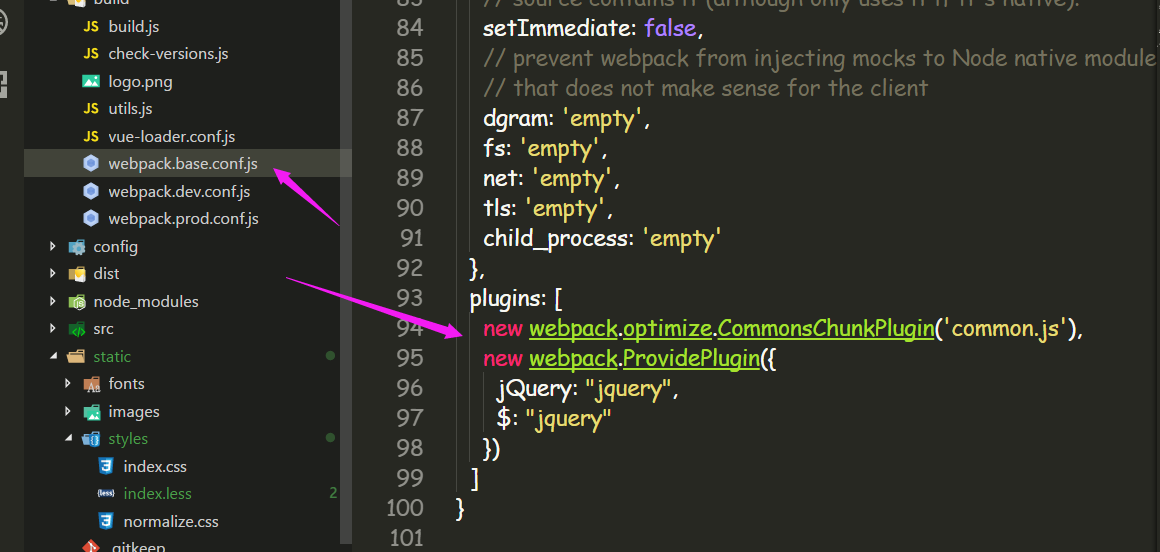 build
JS build.js
JS check-versions.js
logo.png
JS utils.js
JS vue-loader.conf.js
webpack.base.conf.js
webpack.dev.conf.js
webpack.prod.conf.js
config
dist
node_modules
src
static
fonts
images
styles
index.css
{less} index.less 2
normalize.css
.gitkeep
83 // source contains it (although only uses it if it's native).
84 setImmediate: false,
85 // prevent webpack from injecting mocks to Node native module
86 // that does not make sense for the client
87 dgram: 'empty',
88 fs: 'empty',
89 net: 'empty',
90 tls: 'empty',
91 child_process: 'empty'
92 },
93 plugins: [
94 new webpack.optimize.CommonsChunkPlugin('common.js'),
95 new webpack.ProvidePlugin({
96 jQuery: "jquery",
97 $: "jquery"
98 })
99 ]
100 }
101